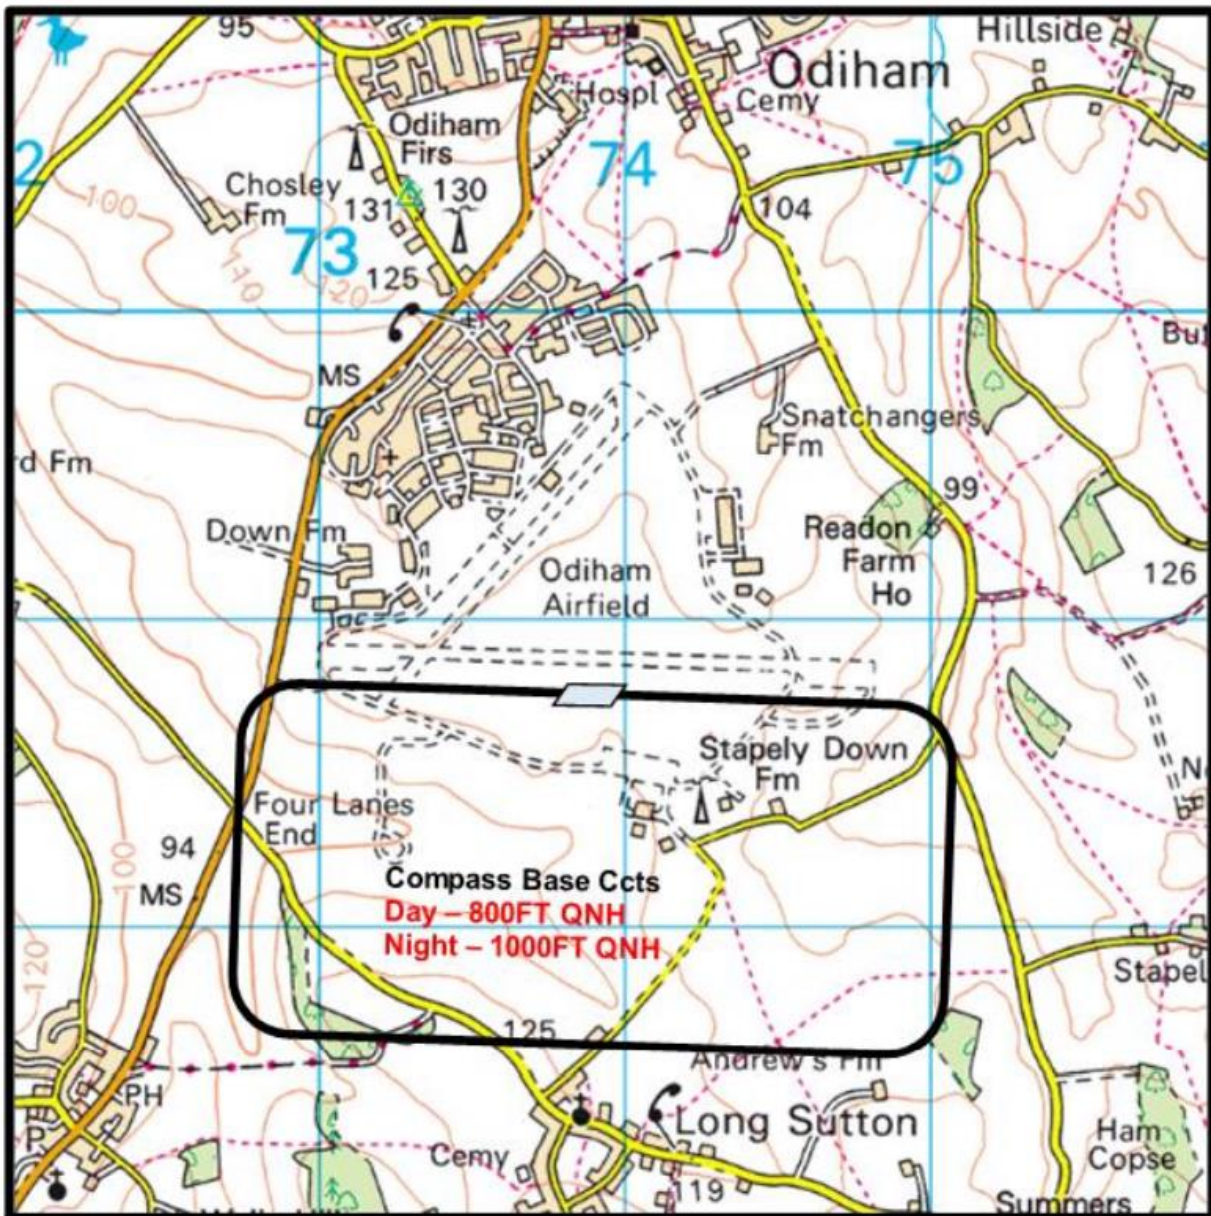 95
Hillside
Odiham
Hospl
Cemy
Odiham
Firs
2
74
75
Chosley
Fm
130
131
100
104
73
110
120
125
MS
Snatchangers
Fm
rd Fm
99
Down Fm
Readon
Farm
Ho
Odiham
Airfield
126
Stapely Down
Fm
Four Lanes
End
94
100
MS
Compass Base Ccts
Day – 800FT QNH
Night – 1000FT QNH
120
Stapel
125
Andrew's Fm
PH
P
Long Sutton
Ham
Copse
Cemy
119
Summers